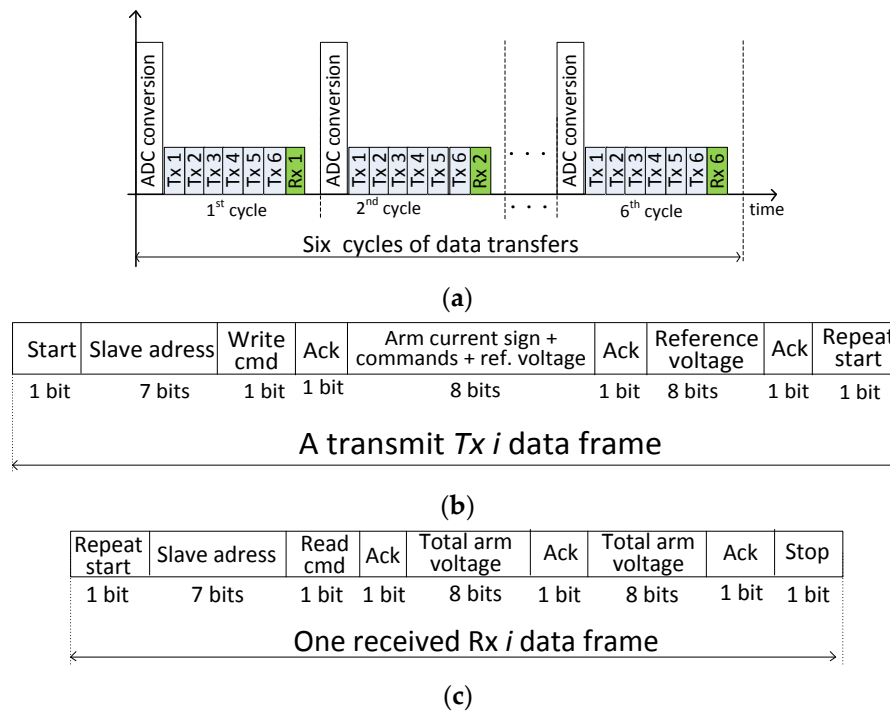 ADC conversion
Tx 1
Tx 2
Tx 3
Tx 4
Tx 5
Tx 6
Rx 1
ADC conversion
Tx 1
Tx 2
Tx 3
Tx 4
Tx 5
Tx 6
Rx 2
. . .
ADC conversion
Tx 1
Tx 2
Tx 3
Tx 4
Tx 5
Tx 6
Rx 6
1st cycle
2nd cycle
. . .
6th cycle
time
Six cycles of data transfers
(a)
Start
Slave adress
Write
cmd
Ack
Arm current sign +
commands + ref. voltage
Ack
Reference
voltage
Ack
Repeat
start
1 bit
7 bits
1 bit
1 bit
8 bits
1 bit
8 bits
1 bit
1 bit
A transmit Tx i data frame
(b)
Repeat
start
Slave adress
Read
cmd
Ack
Total arm
voltage
Ack
Total arm
voltage
Ack
Stop
1 bit
7 bits
1 bit
1 bit
8 bits
1 bit
8 bits
1 bit
1 bit
One received Rx i data frame
(c)